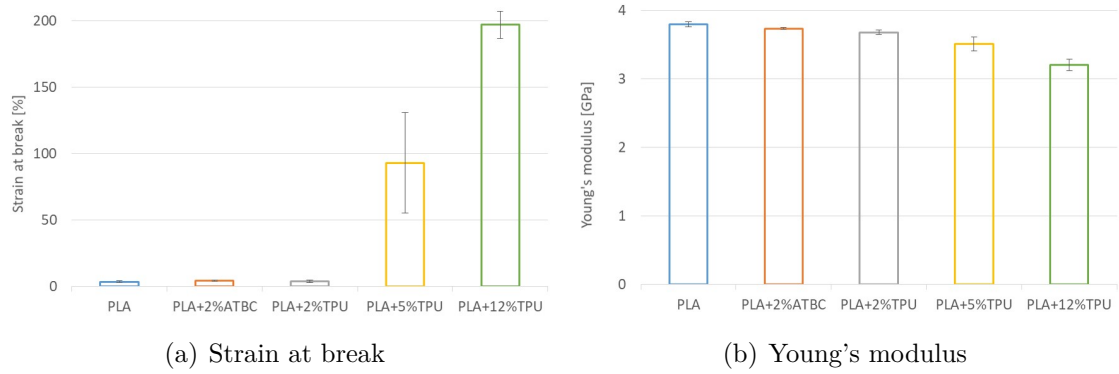 Strain at break [%]
200
150
100
50
0
PLA PLA+2%ATBC PLA+2%TPU PLA+5%TPU PLA+12%TPU
(a) Strain at break
Young's modulus [GPa]
4
3
2
1
0
PLA PLA+2%ATBC PLA+2%TPU PLA+5%TPU PLA+12%TPU
(b) Young's modulus